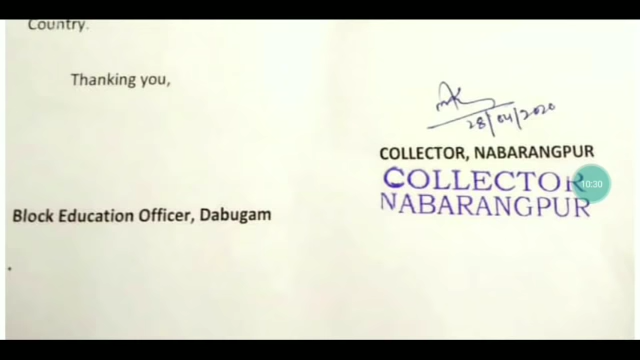 Country.
Thanking you,
28/04/2020
COLLECTOR, NABARANGPUR
COLLECTOR
NABARANGPUR
10:30
Block Education Officer, Dabugam